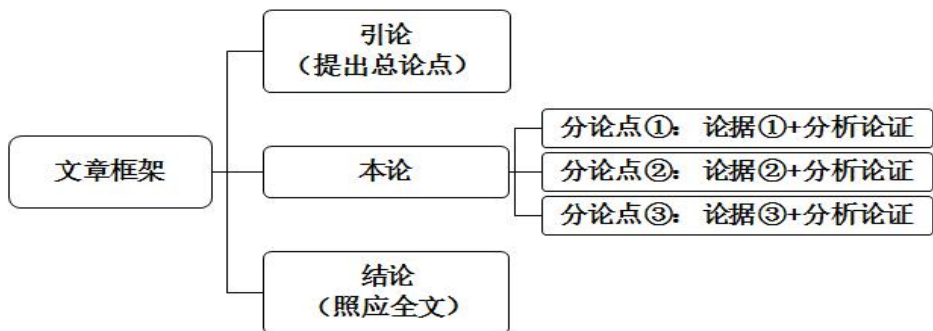 引论
（提出总论点）
文章框架
本论
分论点①： 论据①+分析论证
分论点②： 论据②+分析论证
分论点③： 论据③+分析论证
结论
（照应全文）